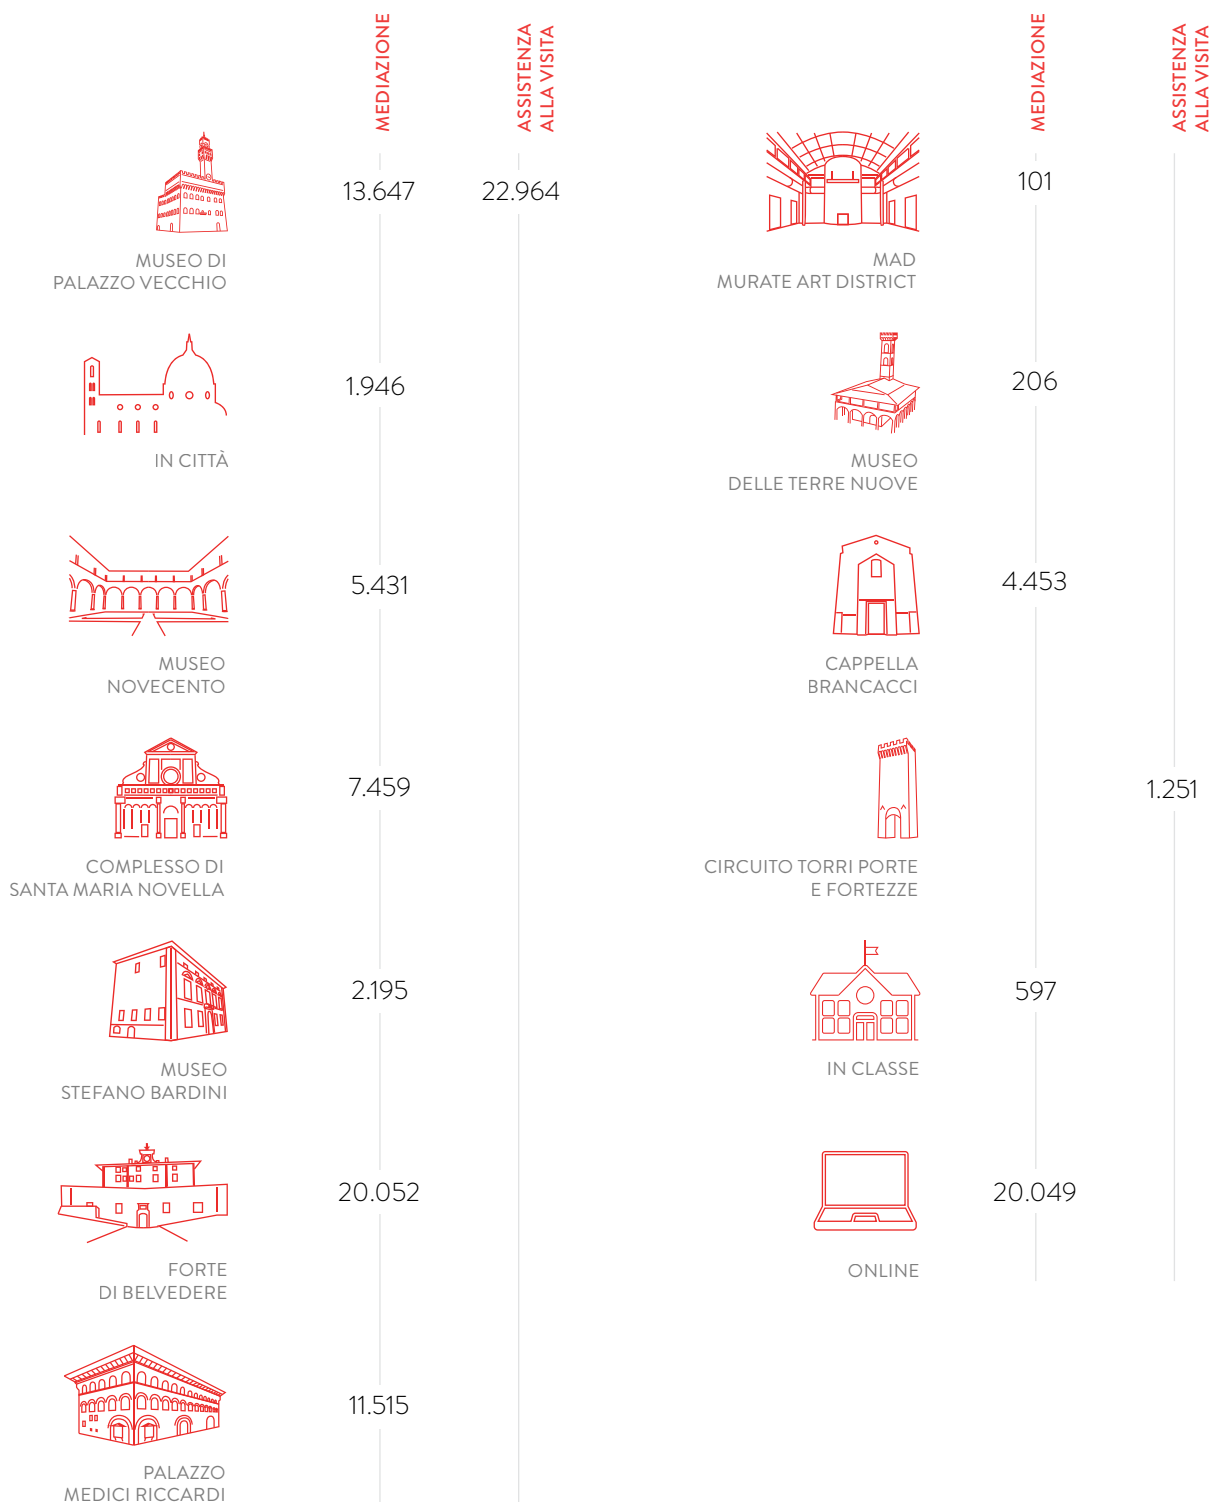 MEDIAZIONE
ASSISTENZA
ALLA VISITA
13.647
22.964
MUSEO DI
PALAZZO VECCHIO
1.946
IN CITTÀ
5.431
MUSEO
NOVECENTO
7.459
COMPLESSO DI
SANTA MARIA NOVELLA
2.195
MUSEO
STEFANO BARDINI
20.052
FORTE
DI BELVEDERE
11.515
PALAZZO
MEDICI RICCARDI
MEDIAZIONE
ASSISTENZA
ALLA VISITA
101
MAD
MURATE ART DISTRICT
206
MUSEO
DELLE TERRE NUOVE
4.453
CAPPELLA
BRANCACCI
1.251
CIRCUITO TORRI PORTE
E FORTEZZE
597
IN CLASSE
20.049
ONLINE